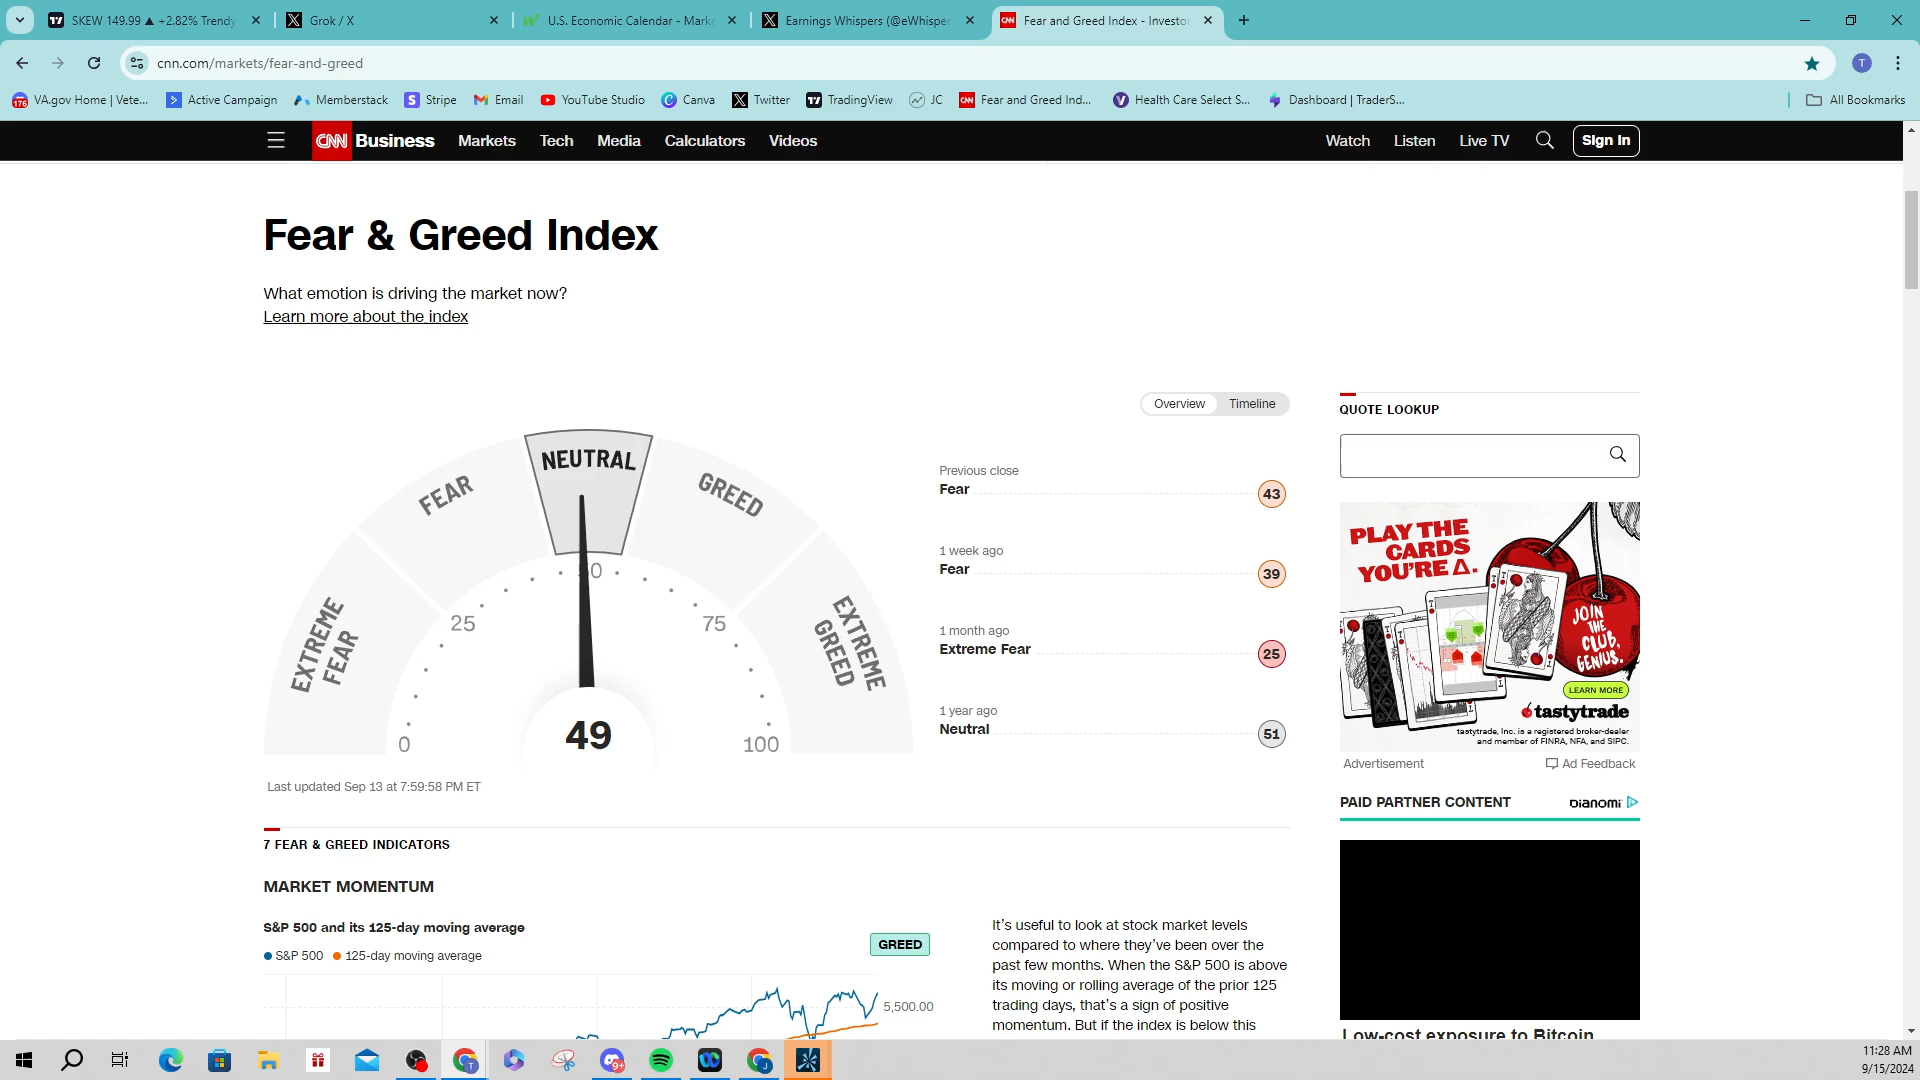 SKEW 149.99 ▲ +2.82% Trendy
Grok / X
U.S. Economic Calendar - Mark
Earnings Whispers (@eWhisper
Fear and Greed Index - Investor
T
cnn.com/markets/fear-and-greed
176
VA.gov Home | Vete...
Active Campaign
Memberstack
Stripe
Email
YouTube Studio
Canva
Twitter
TradingView
JC
Fear and Greed Ind...
Health Care Select S...
Dashboard | TraderS...
All Bookmarks
CNN Business
Markets
Tech
Media
Calculators
Videos
Watch
Listen
Live TV
Sign In
Fear & Greed Index
What emotion is driving the market now?
Learn more about the index
Overview
Timeline
EXTREME FEAR
FEAR
NEUTRAL
GREED
EXTREME GREED
0
25
50
75
100
49
Last updated Sep 13 at 7:59:58 PM ET
Previous close
Fear
43
1 week ago
Fear
39
1 month ago
Extreme Fear
25
1 year ago
Neutral
51
QUOTE LOOKUP
PLAY THE
CARDS
YOU'RE Δ.
JOIN
THE
CLUB,
GENIUS.
LEARN MORE
tastytrade
tastytrade, Inc. is a registered broker-dealer
and member of FINRA, NFA, and SIPC.
Advertisement
Ad Feedback
PAID PARTNER CONTENT
DIANOMI
Low-cost exposure to Bitcoin
7 FEAR & GREED INDICATORS
MARKET MOMENTUM
S&P 500 and its 125-day moving average
S&P 500
125-day moving average
GREED
5,500.00
It's useful to look at stock market levels
compared to where they've been over the
past few months. When the S&P 500 is above
its moving or rolling average of the prior 125
trading days, that's a sign of positive
momentum. But if the index is below this
T
9+
J
11:28 AM
9/15/2024